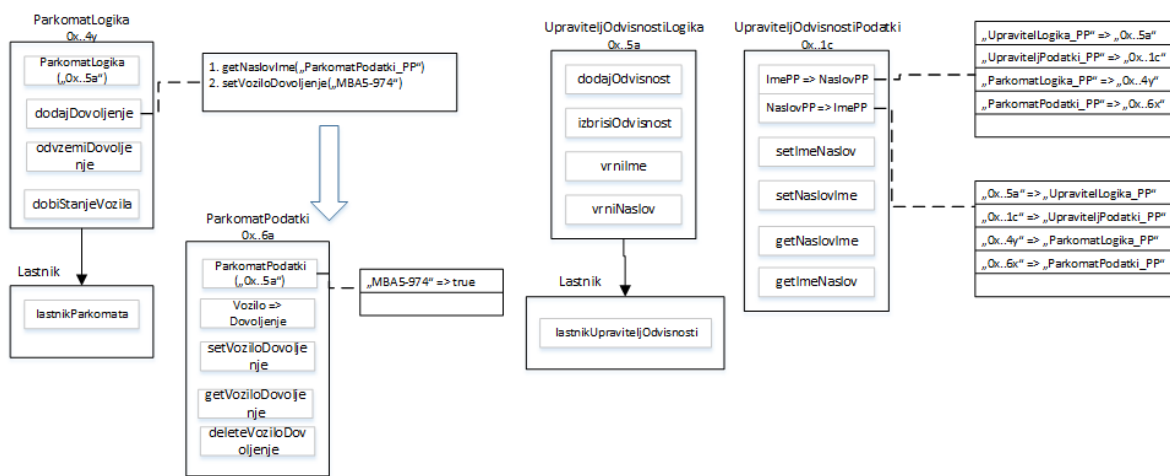 ParkomatLogika
0x..4y
ParkomatLogika
(„0x..5a“)
dodajDovoljenje
odvzemiDovolje
nje
dobiStanjeVozila
Lastnik
lastnikParkomata
1. getNaslovIme(„ParkomatPodatki_PP“)
2. setVoziloDovoljenje(„MBA5-974“)
ParkomatPodatki
0x..6a
ParkomatPodatki
(„0x..5a“)
Vozilo =>
Dovoljenje
setVoziloDovolje
nje
getVoziloDovolje
nje
deleteVoziloDov
oljenje
„MBA5-974“ => true
UpraviteljOdvisnostiLogika
0x..5a
dodajOdvisnost
izbrisiOdvisnost
vrniIme
vrniNaslov
Lastnik
lastnikUpraviteljOdvisnosti
UpraviteljOdvisnostiPodatki
0x..1c
ImePP => NaslovPP
NaslovPP => ImePP
setImeNaslov
setNaslovIme
getNaslovIme
getImeNaslov
„UpravitelLogika_PP“ => „0x..5a“
„UpraviteljPodatki_PP“ => „0x..1c“
„ParkomatLogika_PP“ => „0x..4y“
„ParkomatPodatki_PP“ => „0x..6x“
„0x..5a“ => „UpravitelLogika_PP“
„0x..1c“ => „UpraviteljPodatki_PP“
„0x..4y“ => „ParkomatLogika_PP“
„0x..6x“ => „ParkomatPodatki_PP“